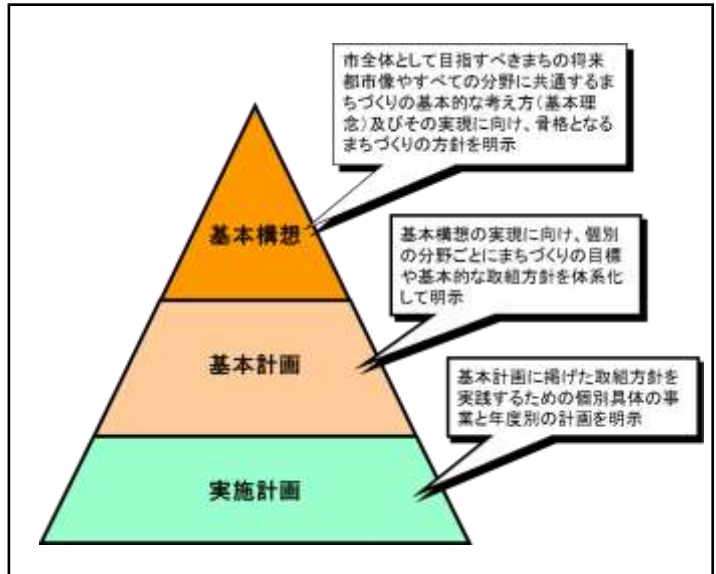 市全体として目指すべきまちの将来
都市像やすべての分野に共通するま
ちづくりの基本的な考え方（基本理
念）及びその実現に向け、骨格となる
まちづくりの方針を明示
基本構想
基本構想の実現に向け、個別
の分野ごとにまちづくりの目標
や基本的な取組方針を体系化
して明示
基本計画
基本計画に掲げた取組方針を
実践するための個別具体の事
業と年度別の計画を明示
実施計画